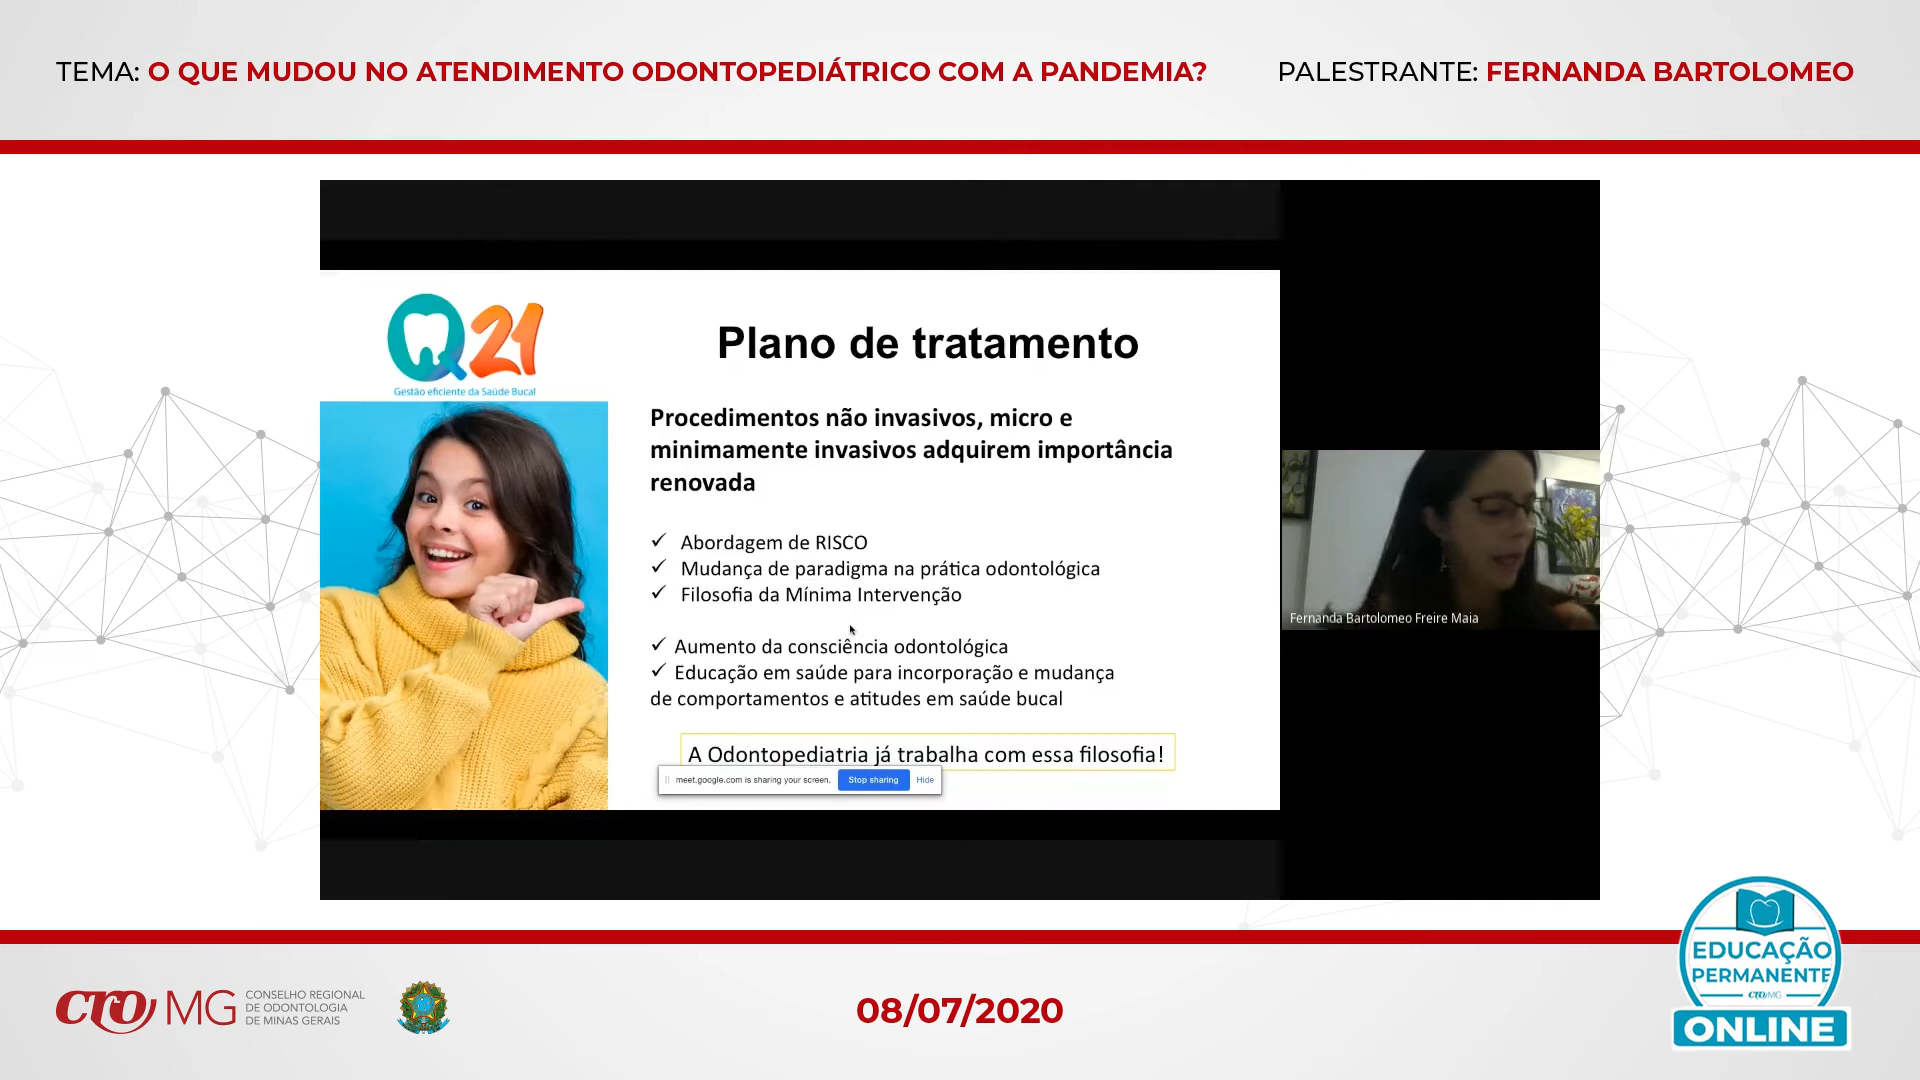 TEMA: O QUE MUDOU NO ATENDIMENTO ODONTOPEDIÁTRICO COM A PANDEMIA?
PALESTRANTE: FERNANDA BARTOLOMEO
Q21
Gestão eficiente da Saúde Bucal
Plano de tratamento
Procedimentos não invasivos, micro e
minimamente invasivos adquirem importância
renovada
✓ Abordagem de RISCO
✓ Mudança de paradigma na prática odontológica
✓ Filosofia da Mínima Intervenção
✓ Aumento da consciência odontológica
✓ Educação em saúde para incorporação e mudança
de comportamentos e atitudes em saúde bucal
A Odontopediatria já trabalha com essa filosofia!
meet.google.com is sharing your screen. Stop sharing Hide
Fernanda Bartolomeo Freire Maia
cro MG
CONSELHO REGIONAL
DE ODONTOLOGIA
DE MINAS GERAIS
08/07/2020
EDUCAÇÃO
PERMANENTE
cro MG
ONLINE